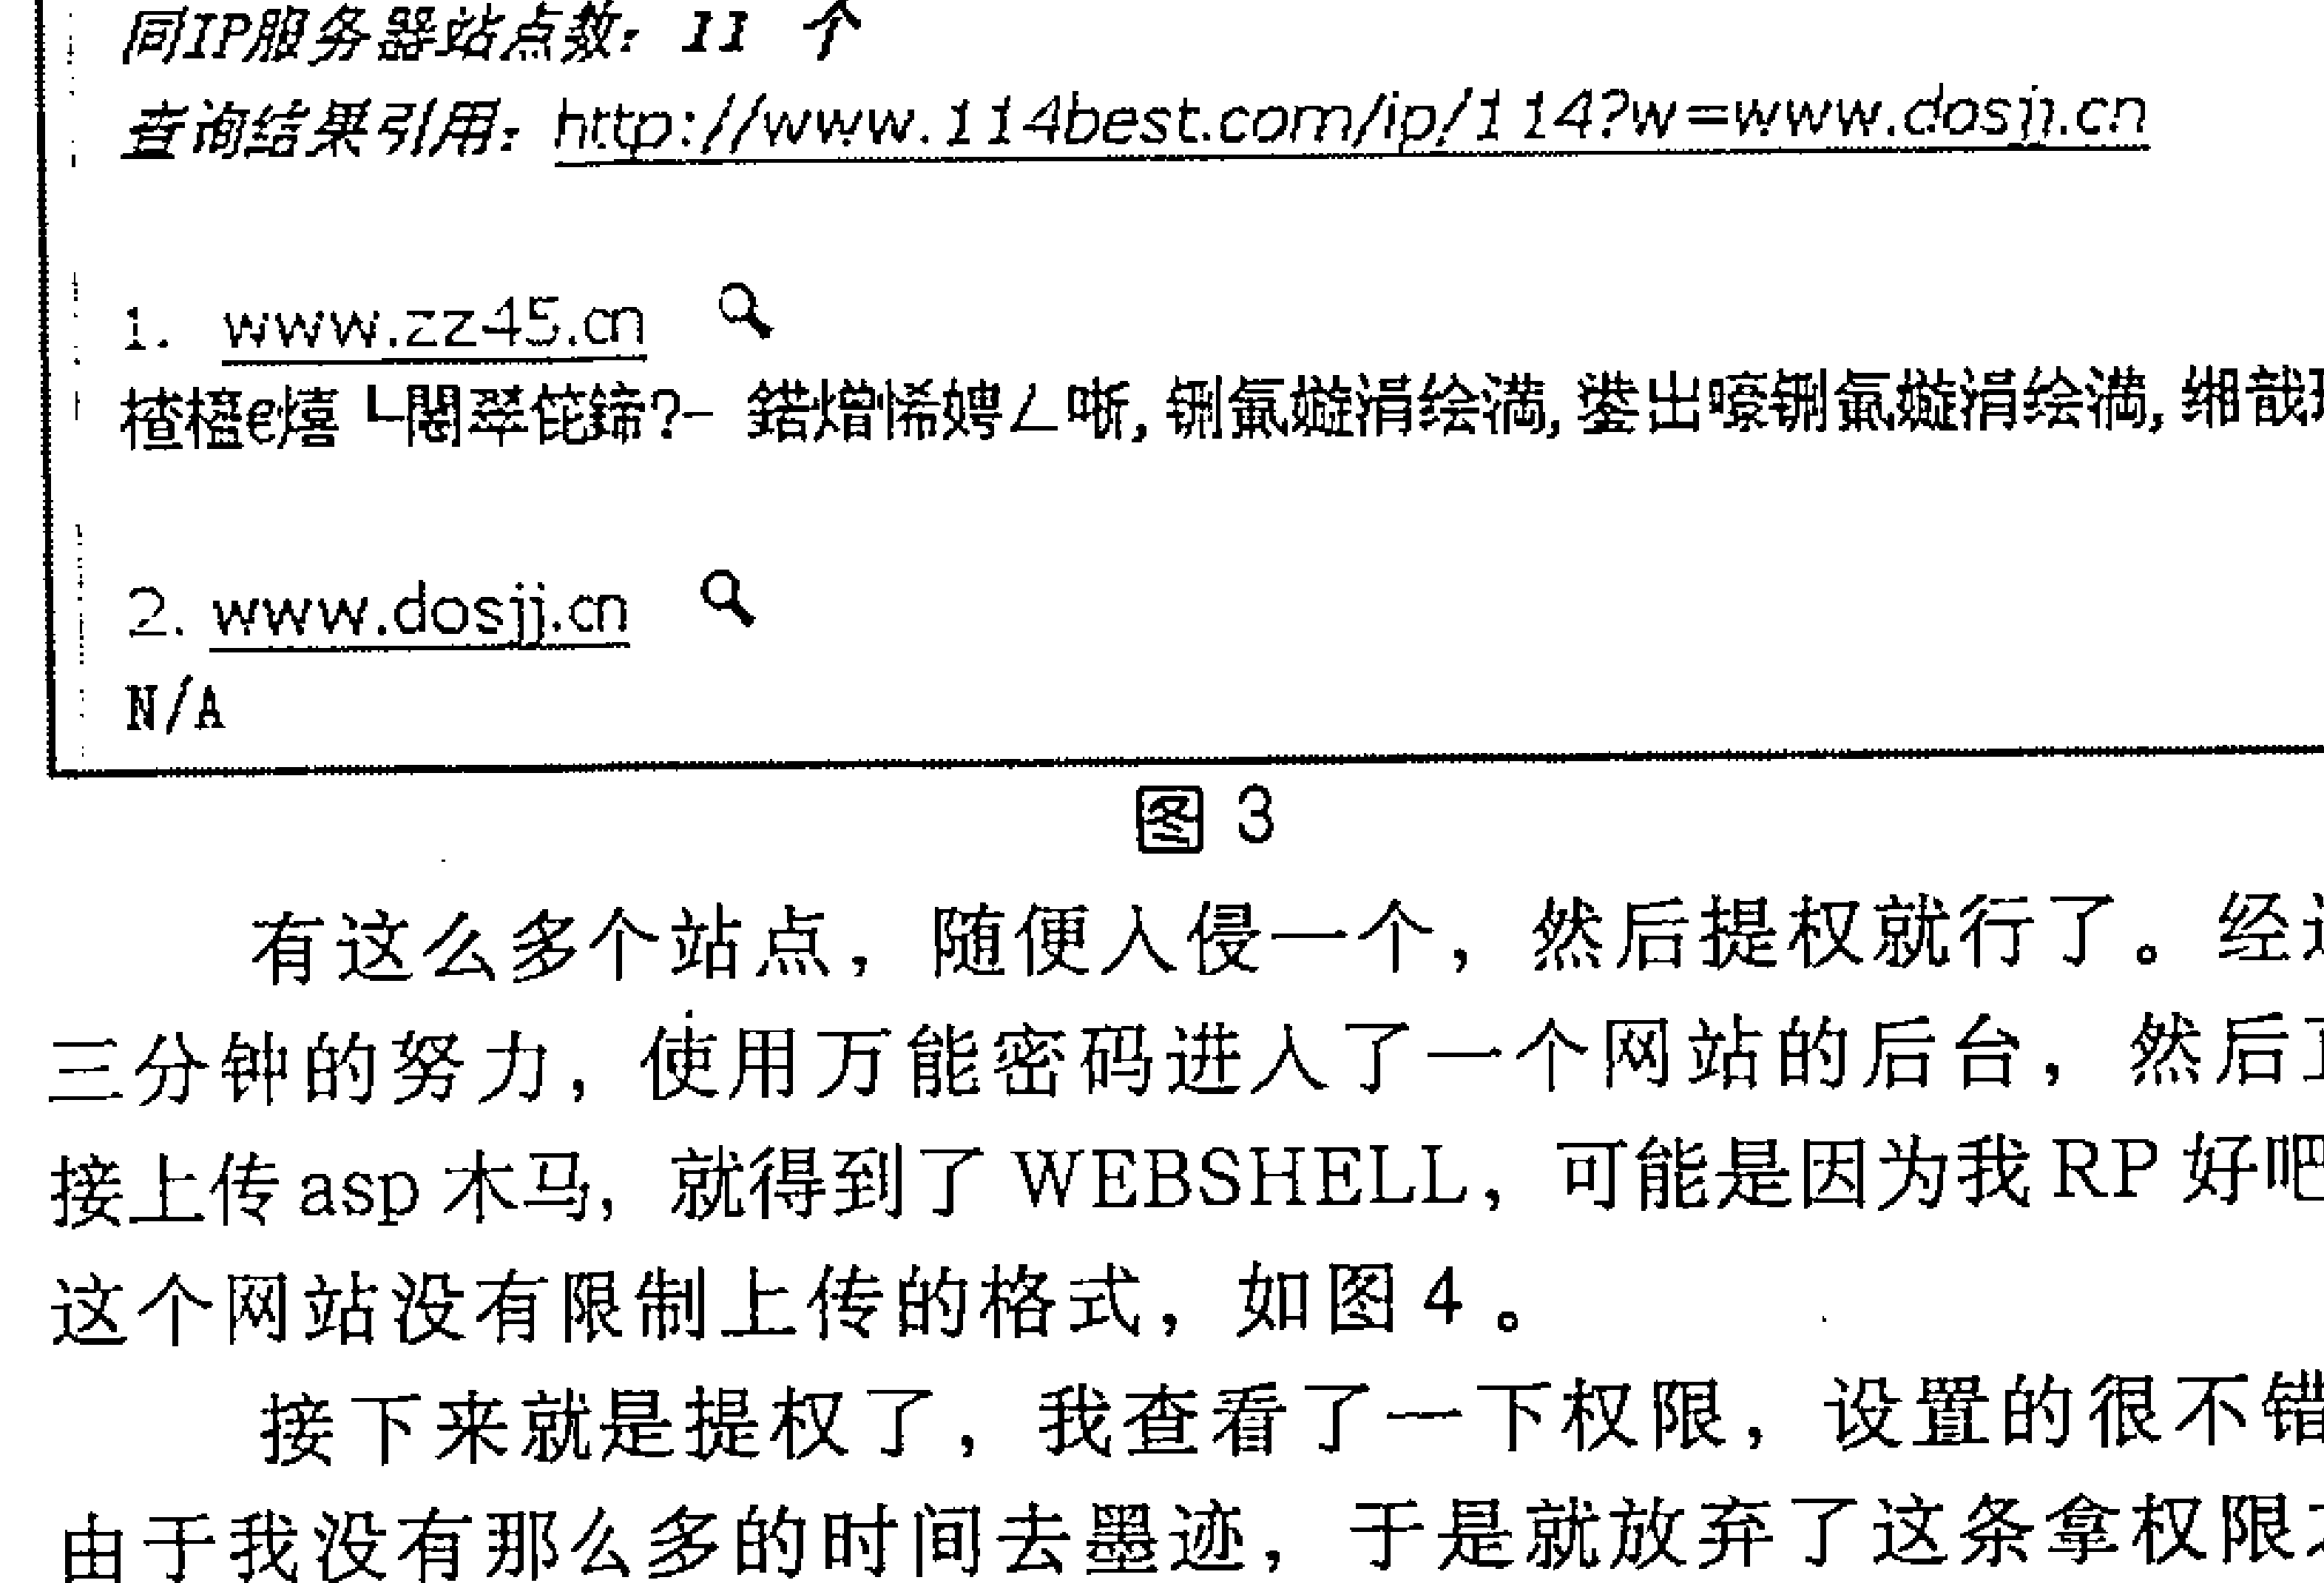 同IP服务器站点数：11 个
查询结果引用：http://www.114best.com/ip/114?w=www.dosjj.cn
1. www.zz45.cn
2. www.dosjj.cn
N/A
图 3
有这么多个站点，随便入侵一个，然后提权就行了。经
三分钟的努力，使用万能密码进入了一个网站的后台，然后
接上传 asp 木马，就得到了 WEBSHELL，可能是因为我 RP 好吧
这个网站没有限制上传的格式，如图 4 。
接下来就是提权了，我查看了一下权限，设置的很不错
由于我没有那么多的时间去墨迹，于是就放弃了这条拿权限